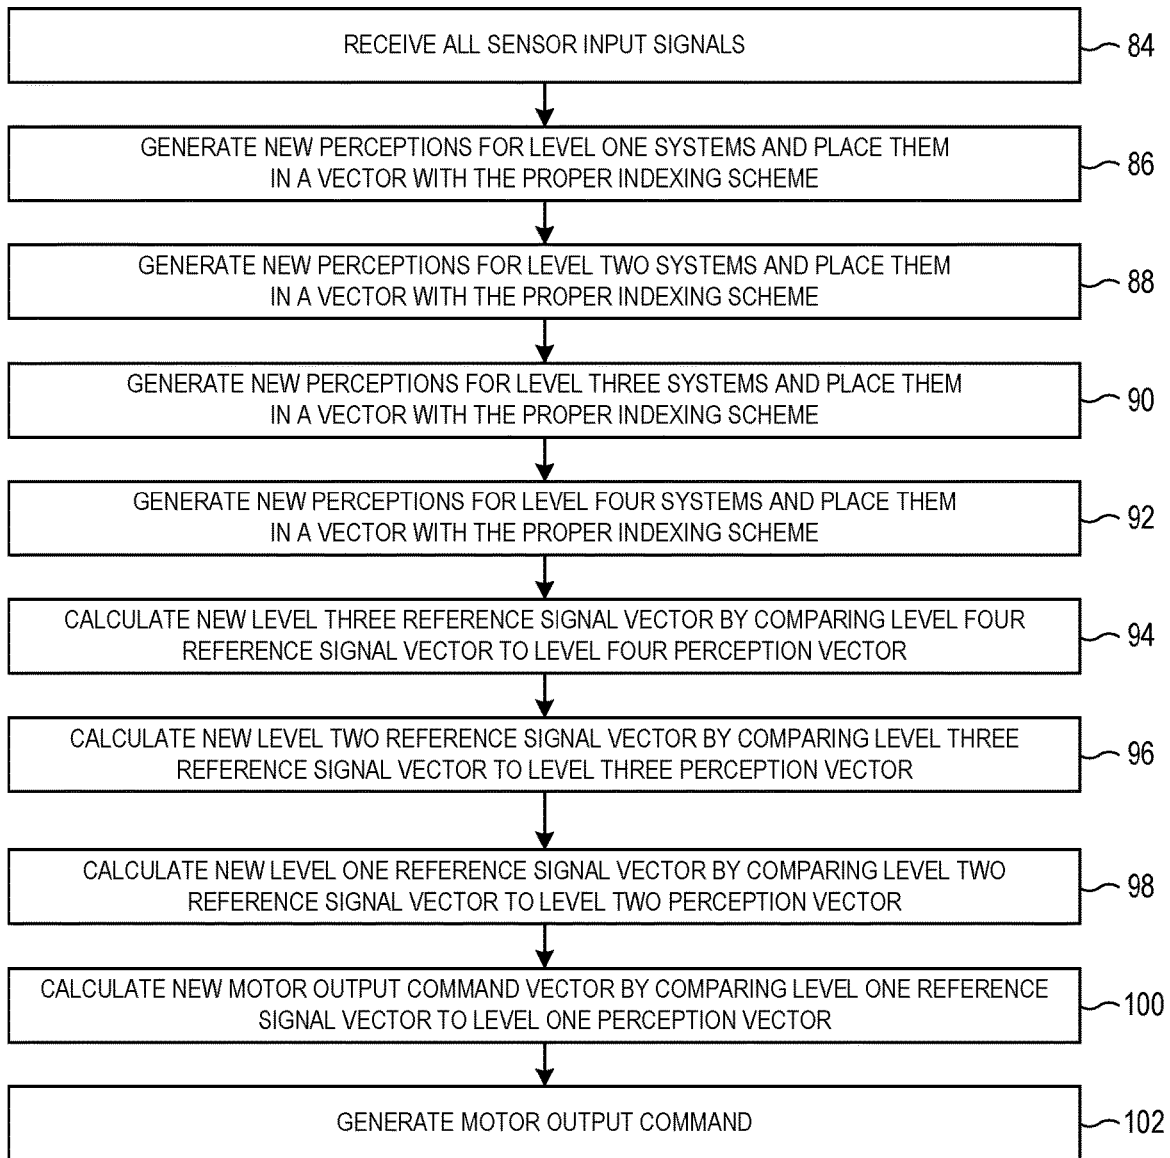 RECEIVE ALL SENSOR INPUT SIGNALS
84
GENERATE NEW PERCEPTIONS FOR LEVEL ONE SYSTEMS AND PLACE THEM
IN A VECTOR WITH THE PROPER INDEXING SCHEME
86
GENERATE NEW PERCEPTIONS FOR LEVEL TWO SYSTEMS AND PLACE THEM
IN A VECTOR WITH THE PROPER INDEXING SCHEME
88
GENERATE NEW PERCEPTIONS FOR LEVEL THREE SYSTEMS AND PLACE THEM
IN A VECTOR WITH THE PROPER INDEXING SCHEME
90
GENERATE NEW PERCEPTIONS FOR LEVEL FOUR SYSTEMS AND PLACE THEM
IN A VECTOR WITH THE PROPER INDEXING SCHEME
92
CALCULATE NEW LEVEL THREE REFERENCE SIGNAL VECTOR BY COMPARING LEVEL FOUR
REFERENCE SIGNAL VECTOR TO LEVEL FOUR PERCEPTION VECTOR
94
CALCULATE NEW LEVEL TWO REFERENCE SIGNAL VECTOR BY COMPARING LEVEL THREE
REFERENCE SIGNAL VECTOR TO LEVEL THREE PERCEPTION VECTOR
96
CALCULATE NEW LEVEL ONE REFERENCE SIGNAL VECTOR BY COMPARING LEVEL TWO
REFERENCE SIGNAL VECTOR TO LEVEL TWO PERCEPTION VECTOR
98
CALCULATE NEW MOTOR OUTPUT COMMAND VECTOR BY COMPARING LEVEL ONE REFERENCE
SIGNAL VECTOR TO LEVEL ONE PERCEPTION VECTOR
100
GENERATE MOTOR OUTPUT COMMAND
102